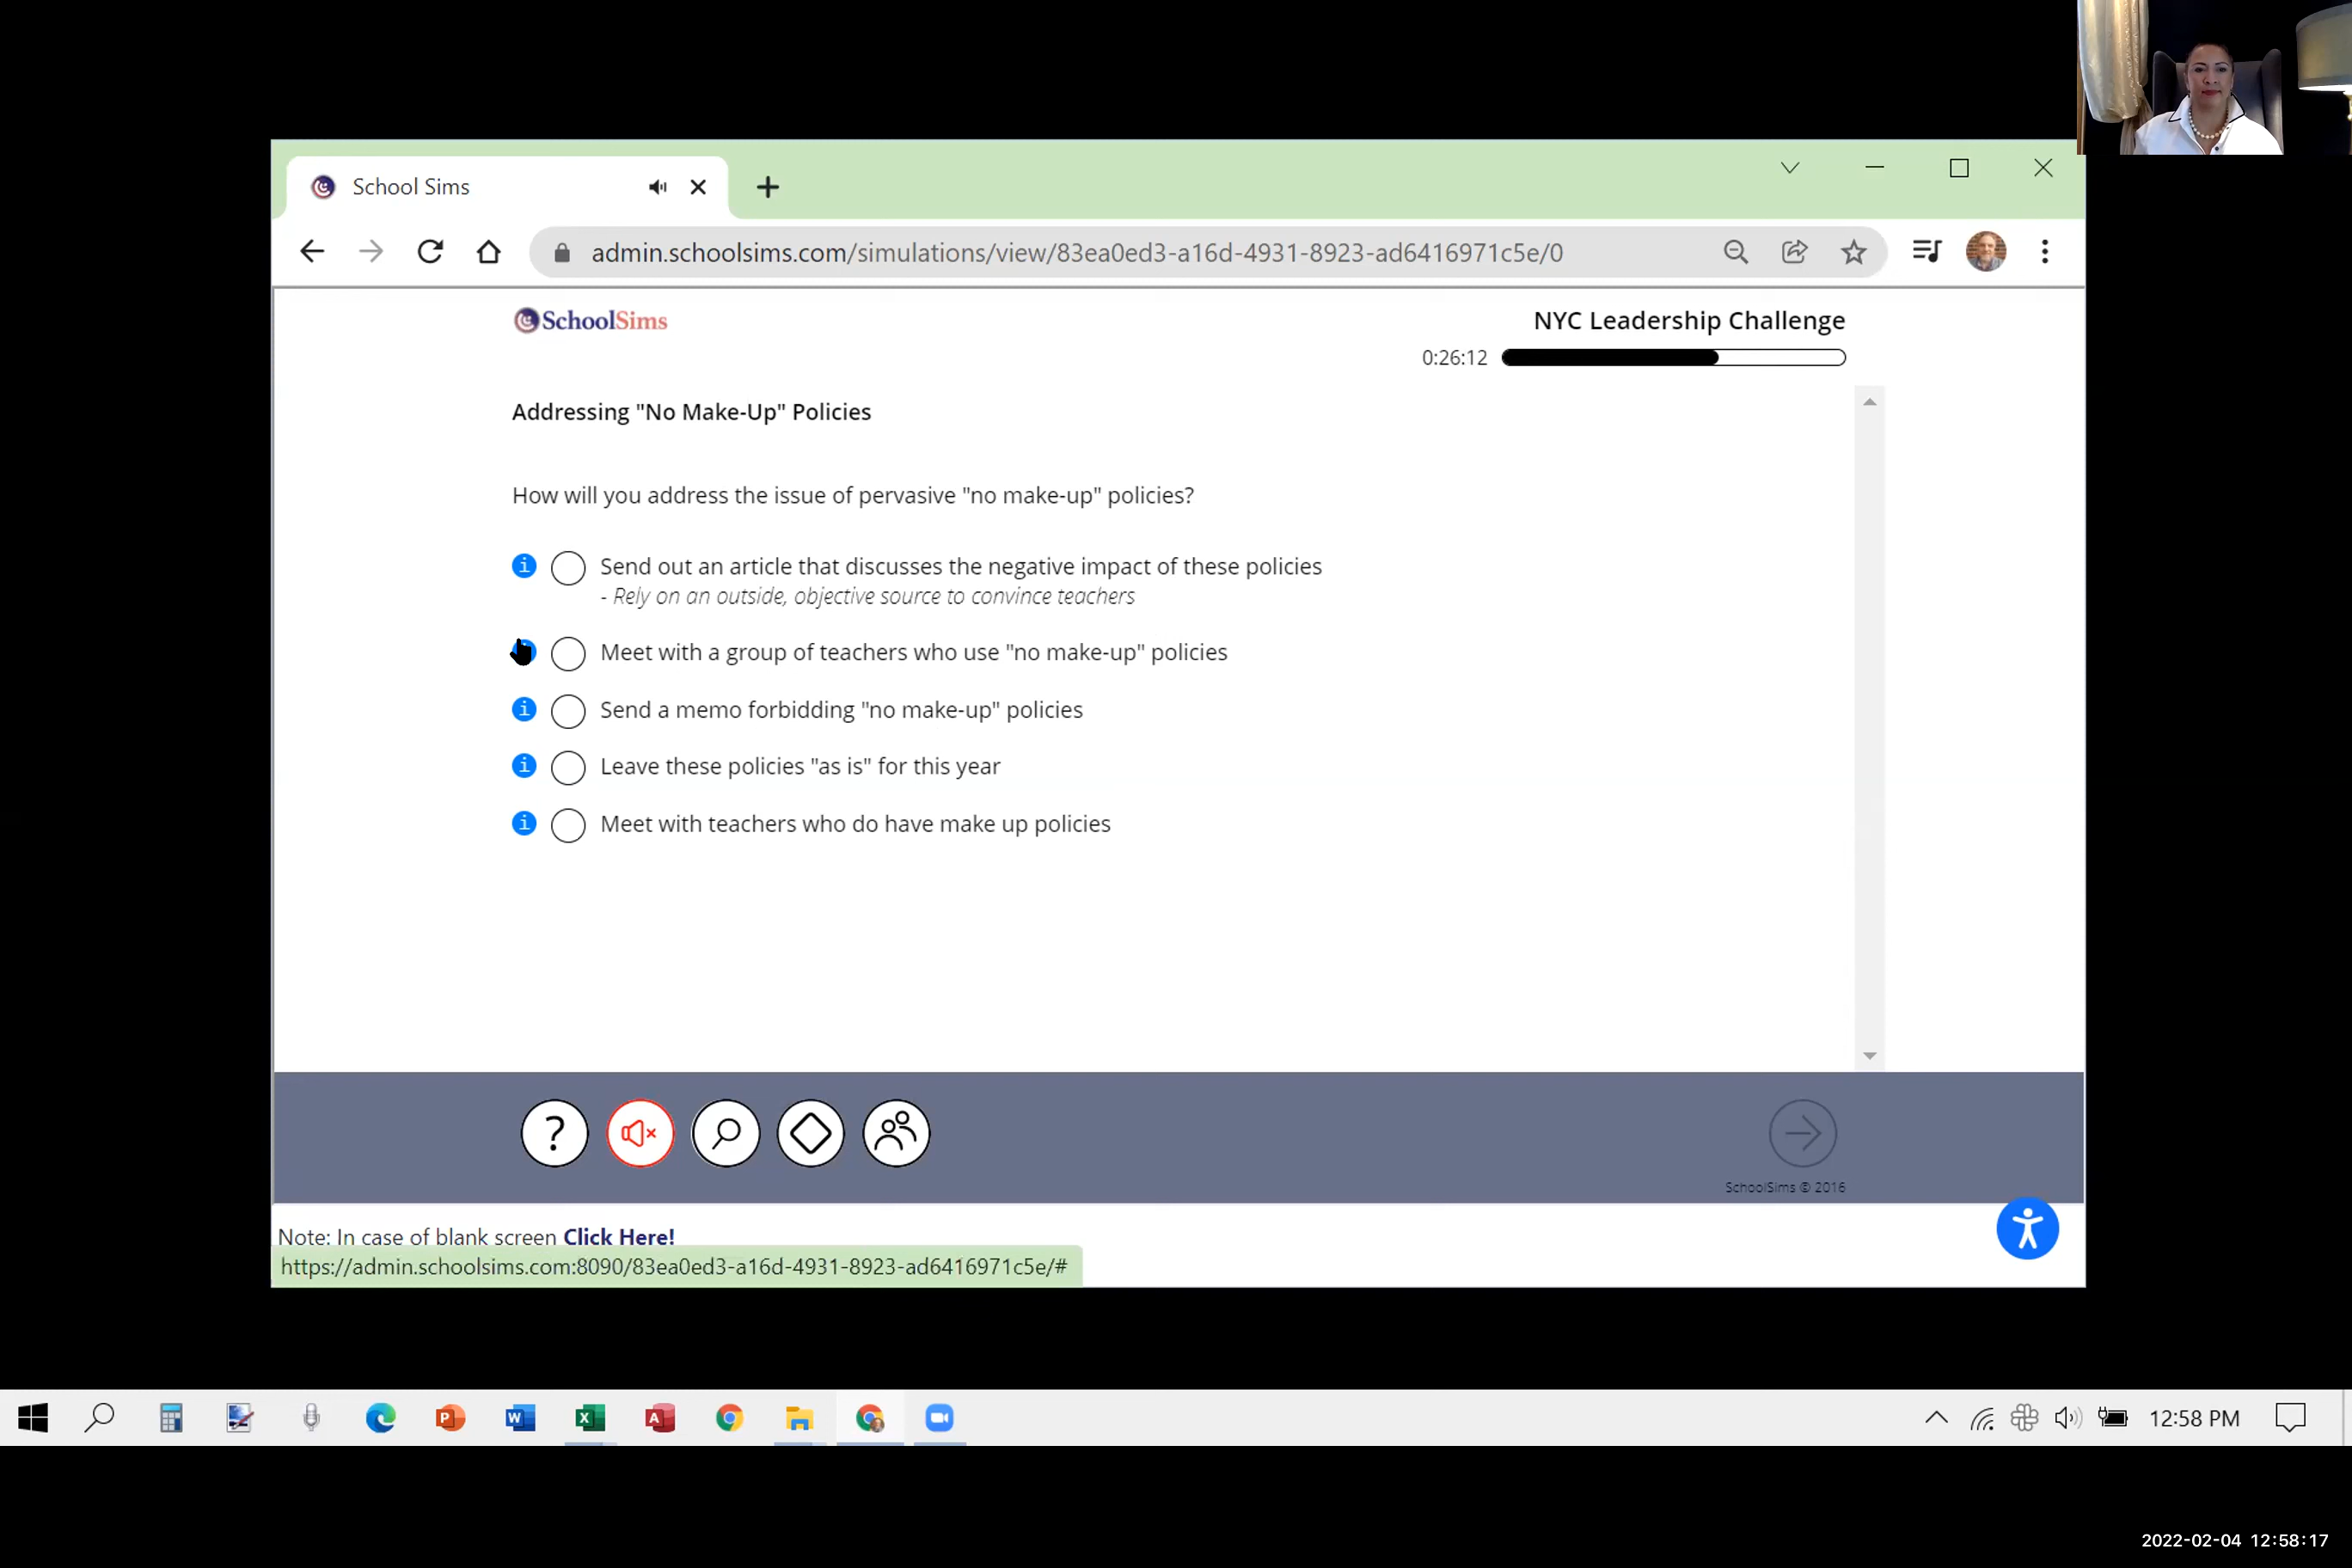 School Sims
admin.schoolsims.com/simulations/view/83ea0ed3-a16d-4931-8923-ad6416971c5e/0
SchoolSims
NYC Leadership Challenge
0:26:12
Addressing "No Make-Up" Policies
How will you address the issue of pervasive "no make-up" policies?
i Send out an article that discusses the negative impact of these policies
- Rely on an outside, objective source to convince teachers
Meet with a group of teachers who use "no make-up" policies
i Send a memo forbidding "no make-up" policies
i Leave these policies "as is" for this year
i Meet with teachers who do have make up policies
?
SchoolSims © 2016
Note: In case of blank screen Click Here!
https://admin.schoolsims.com:8090/83ea0ed3-a16d-4931-8923-ad6416971c5e/#
P W X A
12:58 PM
2022-02-04 12:58:17